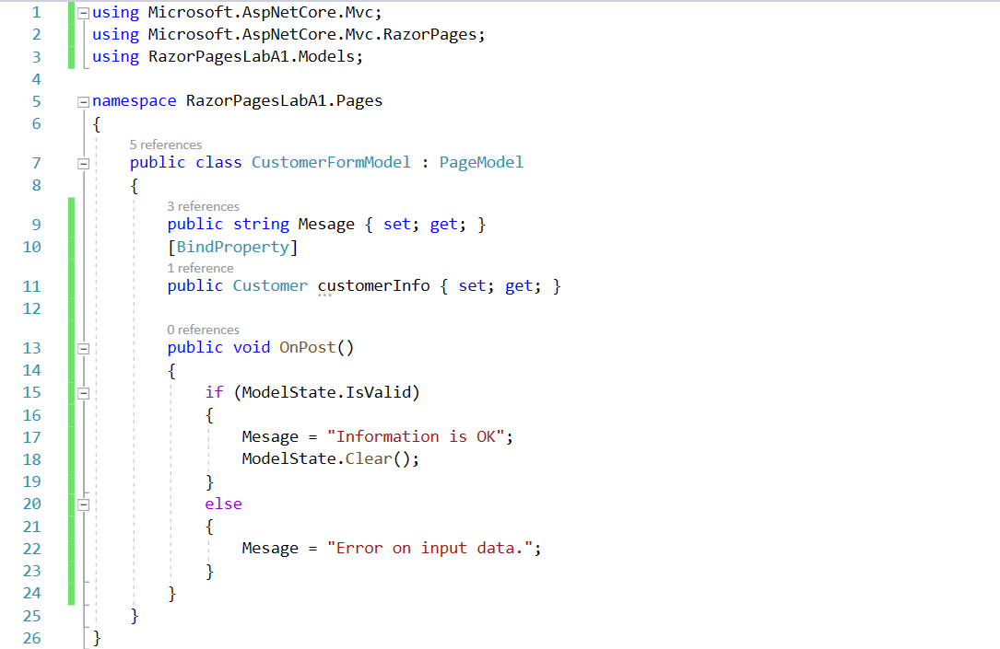 1 using Microsoft.AspNetCore.Mvc;
2 using Microsoft.AspNetCore.Mvc.RazorPages;
3 using RazorPagesLabA1.Models;
4
5 namespace RazorPagesLabA1.Pages
6 {
5 references
7 public class CustomerFormModel : PageModel
8 {
3 references
9 public string Mesage { set; get; }
10 [BindProperty]
1 reference
11 public Customer customerInfo { set; get; }
12
0 references
13 public void OnPost()
14 {
15 if (ModelState.IsValid)
16 {
17 Mesage = "Information is OK";
18 ModelState.Clear();
19 }
20 else
21 {
22 Mesage = "Error on input data.";
23 }
24 }
25 }
26 }